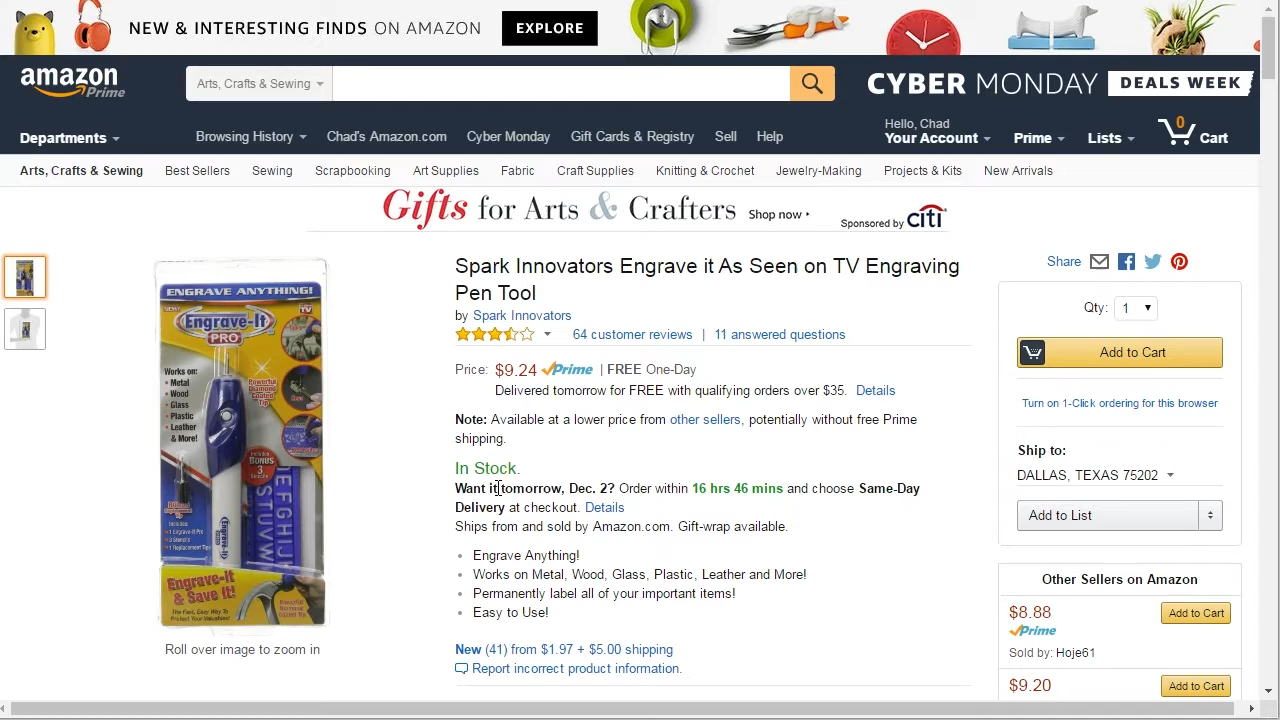 NEW & INTERESTING FINDS ON AMAZON EXPLORE
amazon Prime
Arts, Crafts & Sewing
CYBER MONDAY DEALS WEEK
Departments
Browsing History
Chad's Amazon.com
Cyber Monday
Gift Cards & Registry
Sell
Help
Hello, Chad
Your Account
Prime
Lists
0
Cart
Arts, Crafts & Sewing
Best Sellers
Sewing
Scrapbooking
Art Supplies
Fabric
Craft Supplies
Knitting & Crochet
Jewelry-Making
Projects & Kits
New Arrivals
Gifts for Arts & Crafters Shop now
Sponsored by citi
ENGRAVE ANYTHING!
Engrave-It
PRO
Works on:
Metal
Wood
Glass
Plastic
Leather
& More!
Engrave-it
Engrave-It
& Save It!
Roll over image to zoom in
Spark Innovators Engrave it As Seen on TV Engraving
Pen Tool
by Spark Innovators
64 customer reviews | 11 answered questions
Price: $9.24 Prime | FREE One-Day
Delivered tomorrow for FREE with qualifying orders over $35. Details
Note: Available at a lower price from other sellers, potentially without free Prime
shipping.
In Stock.
Want it tomorrow, Dec. 2? Order within 16 hrs 46 mins and choose Same-Day
Delivery at checkout. Details
Ships from and sold by Amazon.com. Gift-wrap available.
Engrave Anything!
Works on Metal, Wood, Glass, Plastic, Leather and More!
Permanently label all of your important items!
Easy to Use!
New (41) from $1.97 + $5.00 shipping
Report incorrect product information.
Share
Qty: 1
Add to Cart
Turn on 1-Click ordering for this browser
Ship to:
DALLAS, TEXAS 75202
Add to List
Other Sellers on Amazon
$8.88 Add to Cart
Prime
Sold by: Hoje61
$9.20 Add to Cart